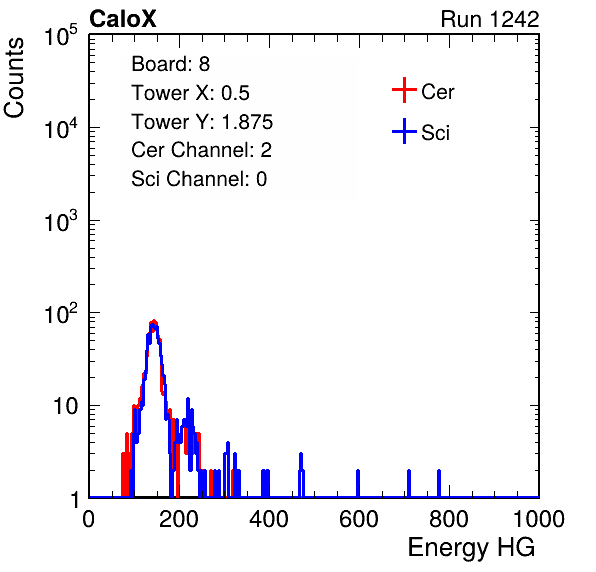 CaloX Run 1242
Counts
10^5
10^4
10^3
10^2
10
1
Board: 8
Tower X: 0.5
Tower Y: 1.875
Cer Channel: 2
Sci Channel: 0
Cer
Sci
0 200 400 600 800 1000
Energy HG